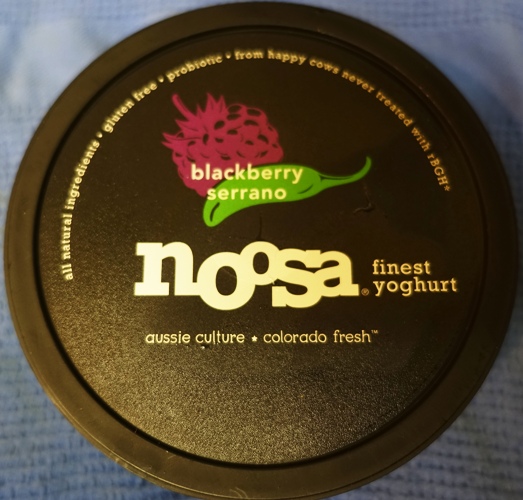 all natural ingredients • gluten free • probiotic • from happy cows never treated with rBGH*
blackberry
serrano
noosa®
finest
yoghurt
aussie culture ★ colorado fresh™